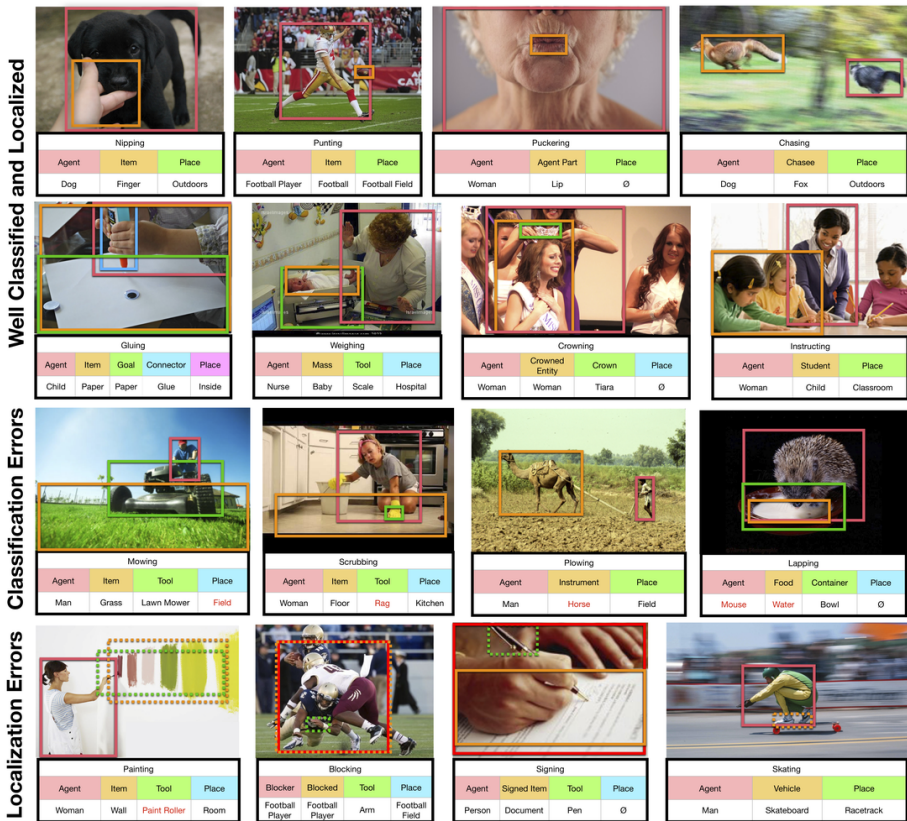 Well Classified and Localized
Nipping
Agent Item Place
Dog Finger Outdoors
Punting
Agent Item Place
Football Player Football Football Field
Puckering
Agent Agent Part Place
Woman Lip Ø
Chasing
Agent Chasee Place
Dog Fox Outdoors
Gluing
Agent Item Goal Connector Place
Child Paper Paper Glue Inside
Weighing
Agent Mass Tool Place
Nurse Baby Scale Hospital
Crowning
Agent Crowned Entity Crown Place
Woman Woman Tiara Ø
Instructing
Agent Student Place
Woman Child Classroom
Classification Errors
Mowing
Agent Item Tool Place
Man Grass Lawn Mower Field
Scrubbing
Agent Item Tool Place
Woman Floor Rag Kitchen
Plowing
Agent Instrument Place
Man Horse Field
Lapping
Agent Food Container Place
Mouse Water Bowl Ø
Localization Errors
Painting
Agent Item Tool Place
Woman Wall Paint Roller Room
Blocking
Blocker Blocked Tool Place
Football Player Football Player Arm Football Field
Signing
Agent Signed Item Tool Place
Person Document Pen Ø
Skating
Agent Vehicle Place
Man Skateboard Racetrack